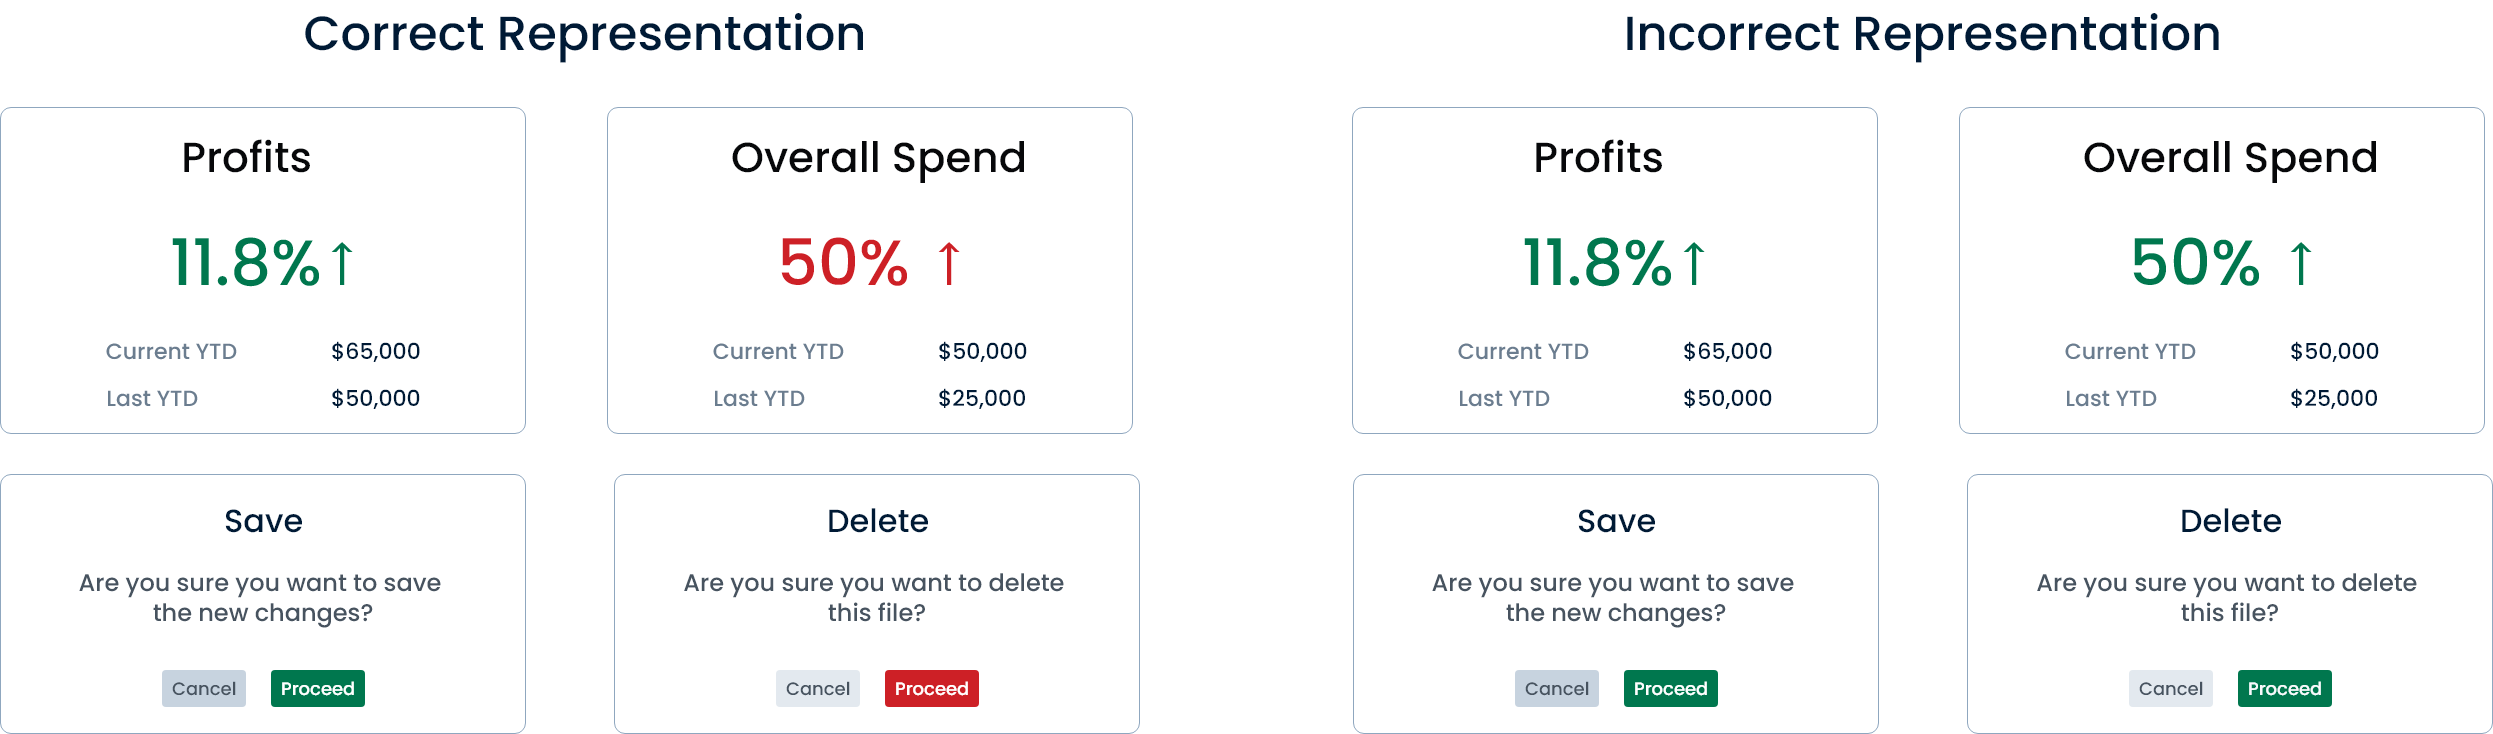 Correct Representation
Incorrect Representation
Profits
11.8%↑
Current YTD $65,000
Last YTD $50,000
Overall Spend
50% ↑
Current YTD $50,000
Last YTD $25,000
Profits
11.8%↑
Current YTD $65,000
Last YTD $50,000
Overall Spend
50% ↑
Current YTD $50,000
Last YTD $25,000
Save
Are you sure you want to save
the new changes?
Cancel Proceed
Delete
Are you sure you want to delete
this file?
Cancel Proceed
Save
Are you sure you want to save
the new changes?
Cancel Proceed
Delete
Are you sure you want to delete
this file?
Cancel Proceed